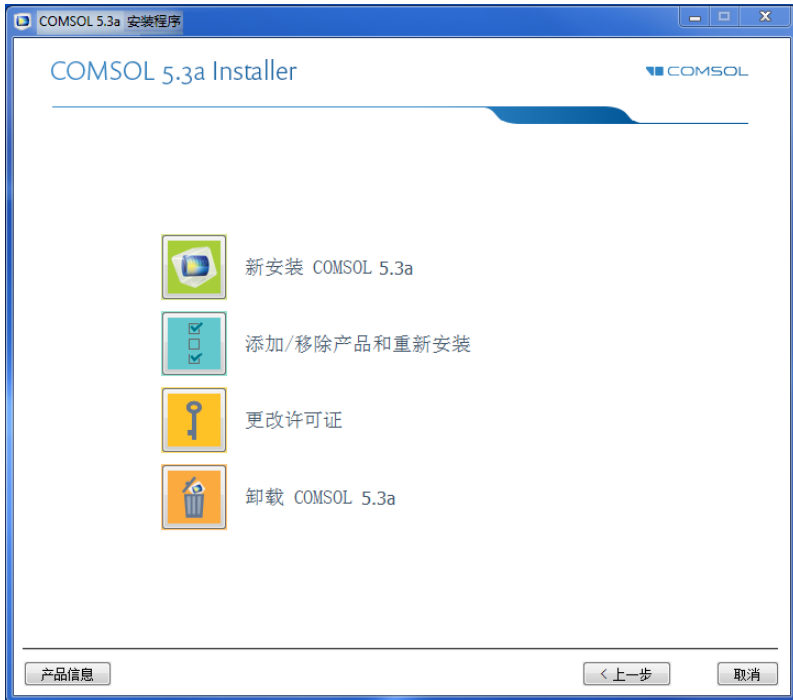 COMSOL 5.3a 安装程序
COMSOL 5.3a Installer
COMSOL
新安装 COMSOL 5.3a
添加/移除产品和重新安装
更改许可证
卸载 COMSOL 5.3a
产品信息
< 上一步
取消